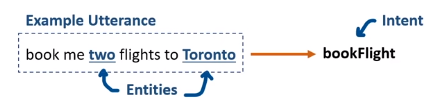 Example Utterance
Intent
book me two flights to Toronto
bookFlight
Entities